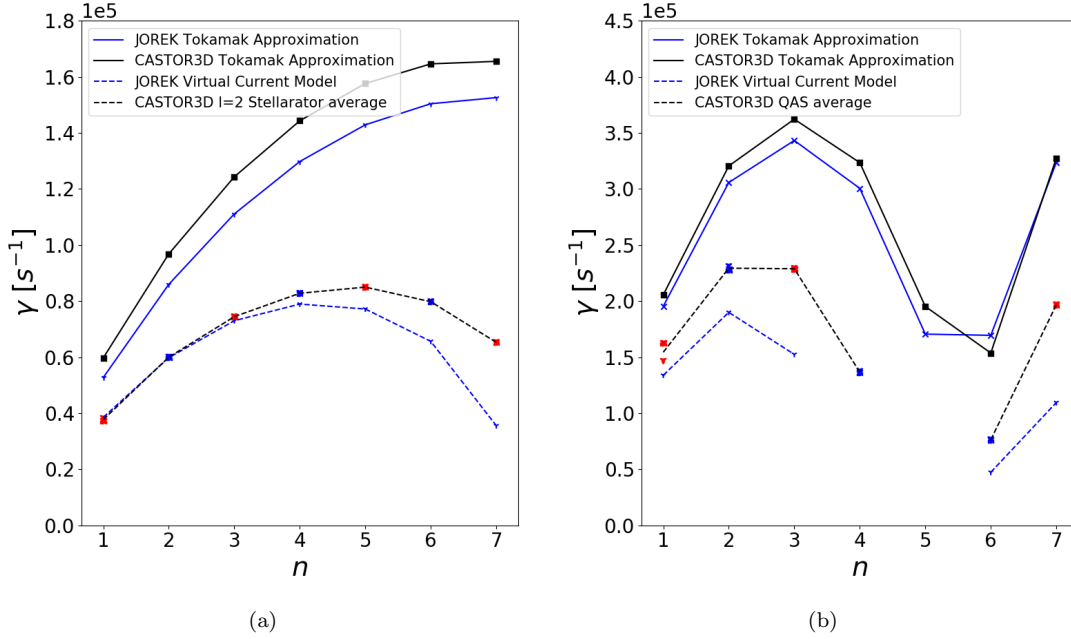 1e5
1.8
1.6
1.4
1.2
1.0
0.8
0.6
0.4
0.2
0.0
γ [s⁻¹]
JOREK Tokamak Approximation
CASTOR3D Tokamak Approximation
JOREK Virtual Current Model
CASTOR3D l=2 Stellarator average
1 2 3 4 5 6 7
n
(a)
1e5
4.5
4.0
3.5
3.0
2.5
2.0
1.5
1.0
0.5
0.0
γ [s⁻¹]
JOREK Tokamak Approximation
CASTOR3D Tokamak Approximation
JOREK Virtual Current Model
CASTOR3D QAS average
1 2 3 4 5 6 7
n
(b)